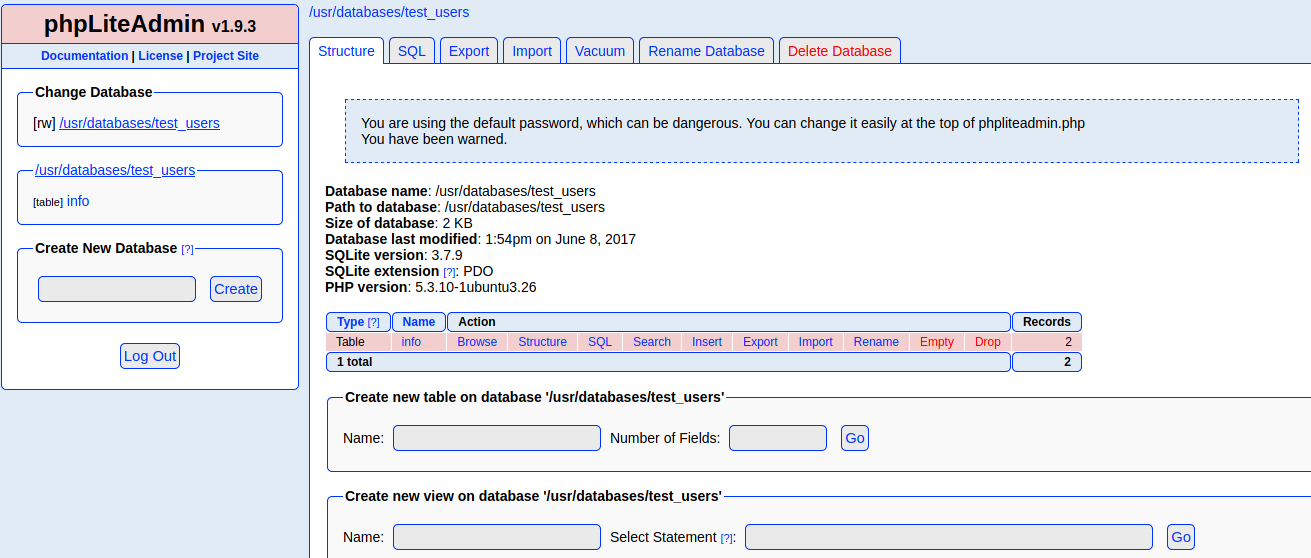 phpLiteAdmin v1.9.3
Documentation | License | Project Site
Change Database
[rw] /usr/databases/test_users
/usr/databases/test_users
[table] info
Create New Database [?]
Create
Log Out
/usr/databases/test_users
Structure SQL Export Import Vacuum Rename Database Delete Database
You are using the default password, which can be dangerous. You can change it easily at the top of phpliteadmin.php
You have been warned.
Database name: /usr/databases/test_users
Path to database: /usr/databases/test_users
Size of database: 2 KB
Database last modified: 1:54pm on June 8, 2017
SQLite version: 3.7.9
SQLite extension [?]: PDO
PHP version: 5.3.10-1ubuntu3.26
Type [?] Name Action Records
Table info Browse Structure SQL Search Insert Export Import Rename Empty Drop 2
1 total 2
Create new table on database '/usr/databases/test_users'
Name: Number of Fields: Go
Create new view on database '/usr/databases/test_users'
Name: Select Statement [?]: Go